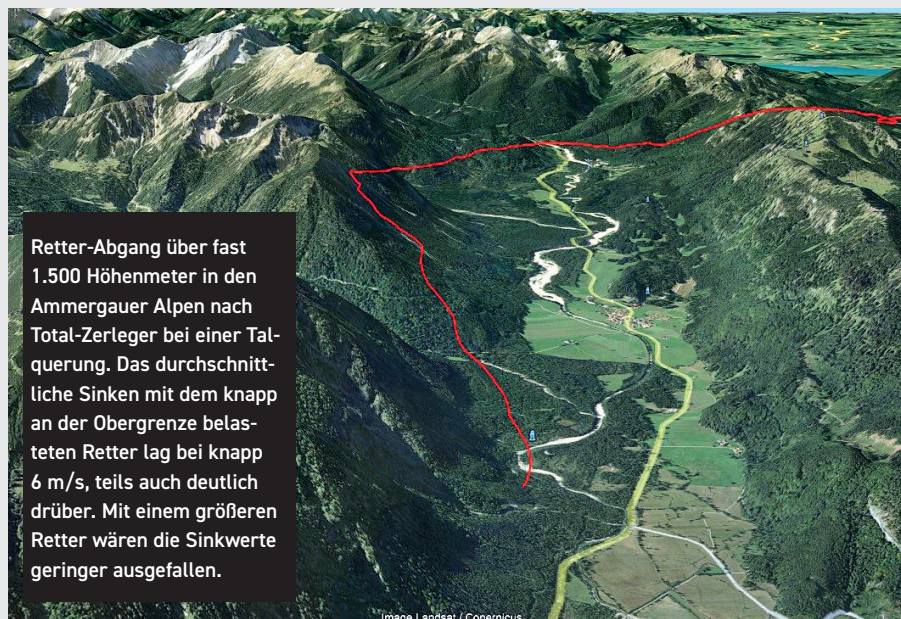 Retter-Abgang über fast
1.500 Höhenmeter in den
Ammergauer Alpen nach
Total-Zerleger bei einer Tal-
querung. Das durchschnitt-
liche Sinken mit dem knapp
an der Obergrenze belas-
teten Retter lag bei knapp
6 m/s, teils auch deutlich
drüber. Mit einem größeren
Retter wären die Sinkwerte
geringer ausgefallen.
Image Landsat / Copernicus